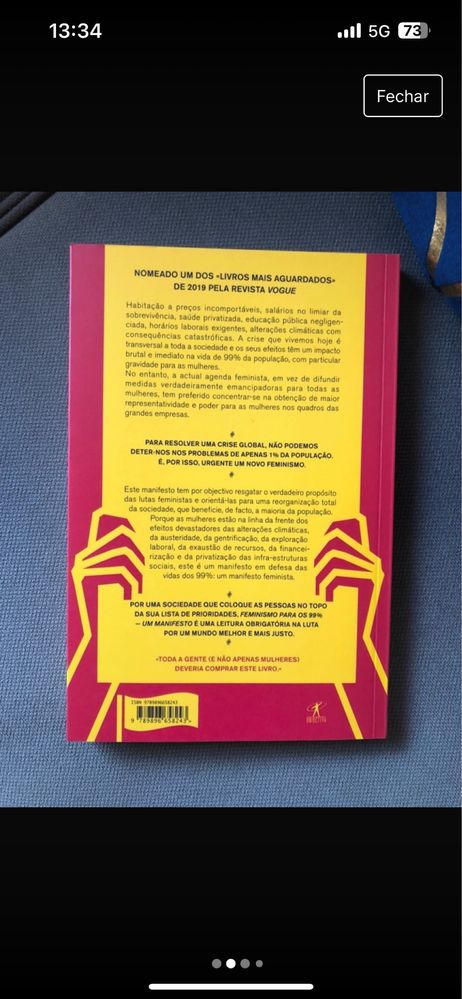 13:34
5G
73
Fechar
NOMEADO UM DOS «LIVROS MAIS AGUARDADOS»
DE 2019 PELA REVISTA VOGUE
Habitação a preços incomportáveis, salários no limiar da
sobrevivência, saúde privatizada, educação pública negligen-
ciada, horários laborais exigentes, alterações climáticas com
consequências catastróficas. A crise que vivemos hoje é
transversal a toda a sociedade e os seus efeitos têm um impacto
brutal e imediato na vida de 99% da população, com particular
gravidade para as mulheres.
No entanto, a actual agenda feminista, em vez de difundir
medidas verdadeiramente emancipadoras para todas as
mulheres, tem preferido concentrar-se na obtenção de maior
representatividade e poder para as mulheres nos quadros das
grandes empresas.
PARA RESOLVER UMA CRISE GLOBAL, NÃO PODEMOS
DETER-NOS NOS PROBLEMAS DE APENAS 1% DA POPULAÇÃO.
É, POR ISSO, URGENTE UM NOVO FEMINISMO.
Este manifesto tem por objectivo resgatar o verdadeiro propósito
das lutas feministas e orientá-las para uma reorganização total
da sociedade, que beneficie, de facto, a maioria da população.
Porque as mulheres estão na linha da frente dos
efeitos devastadores das alterações climáticas,
da austeridade, da gentrificação, da exploração
laboral, da exaustão de recursos, da financei-
rização e da privatização das infra-estruturas
sociais, este é um manifesto em defesa das
vidas dos 99%: um manifesto feminista.
POR UMA SOCIEDADE QUE COLOQUE AS PESSOAS NO TOPO
DA SUA LISTA DE PRIORIDADES, FEMINISMO PARA OS 99%
— UM MANIFESTO É UMA LEITURA OBRIGATÓRIA NA LUTA
POR UM MUNDO MELHOR E MAIS JUSTO.
«TODA A GENTE (E NÃO APENAS MULHERES)
DEVERIA COMPRAR ESTE LIVRO.»
ISBN 9789896658243
9 789896 658243 >
OBJECTIVA